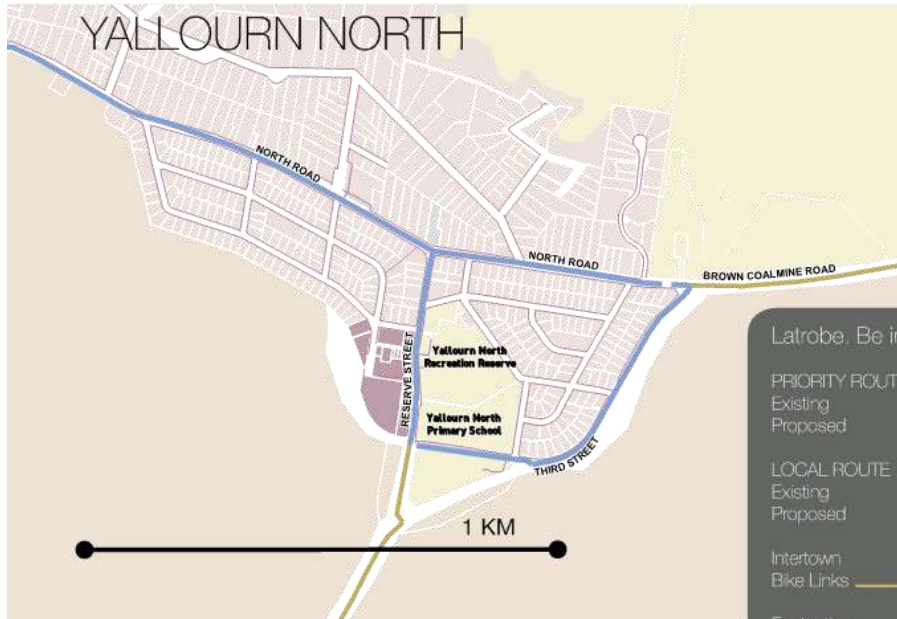 YALLOURN NORTH
NORTH ROAD
NORTH ROAD
BROWN COALMINE ROAD
Yallourn North
Recreation Reserve
RESERVE STREET
Yallourn North
Primary School
THIRD STREET
1 KM
Latrobe. Be
PRIORITY
Existing
Proposed
LOCAL ROUTE
Existing
Proposed
Intertown
Bike Links